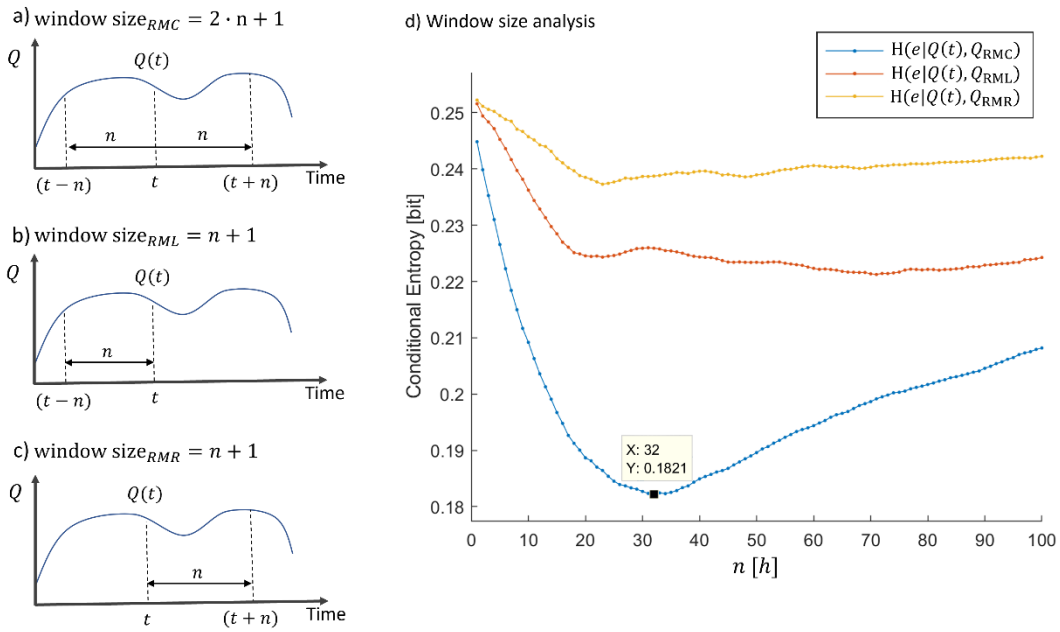 a) window size_RMC = 2 · n + 1
Q
Q(t)
n
n
(t − n)
t
(t + n)
Time
b) window size_RML = n + 1
Q
Q(t)
n
(t − n)
t
Time
c) window size_RMR = n + 1
Q
Q(t)
n
t
(t + n)
Time
d) Window size analysis
H(e|Q(t), Q_RMC)
H(e|Q(t), Q_RML)
H(e|Q(t), Q_RMR)
Conditional Entropy [bit]
0.25
0.24
0.23
0.22
0.21
0.2
0.19
0.18
X: 32
Y: 0.1821
0 10 20 30 40 50 60 70 80 90 100
n [h]